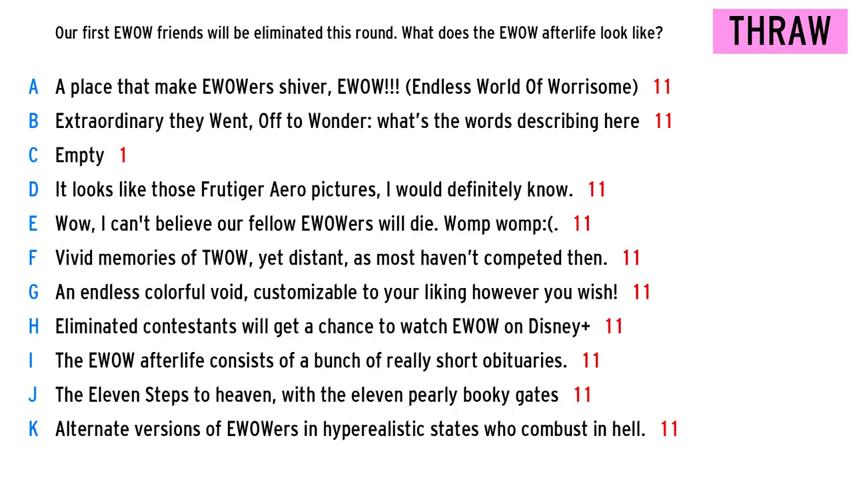 Our first EWOW friends will be eliminated this round. What does the EWOW afterlife look like?
THRAW
A A place that make EWOWers shiver, EWOW!!! (Endless World Of Worrisome) 11
B Extraordinary they Went, Off to Wonder: what's the words describing here 11
C Empty 1
D It looks like those Frutiger Aero pictures, I would definitely know. 11
E Wow, I can't believe our fellow EWOWers will die. Womp womp:(. 11
F Vivid memories of TWOW, yet distant, as most haven't competed then. 11
G An endless colorful void, customizable to your liking however you wish! 11
H Eliminated contestants will get a chance to watch EWOW on Disney+ 11
I The EWOW afterlife consists of a bunch of really short obituaries. 11
J The Eleven Steps to heaven, with the eleven pearly booky gates 11
K Alternate versions of EWOWers in hyperealistic states who combust in hell. 11